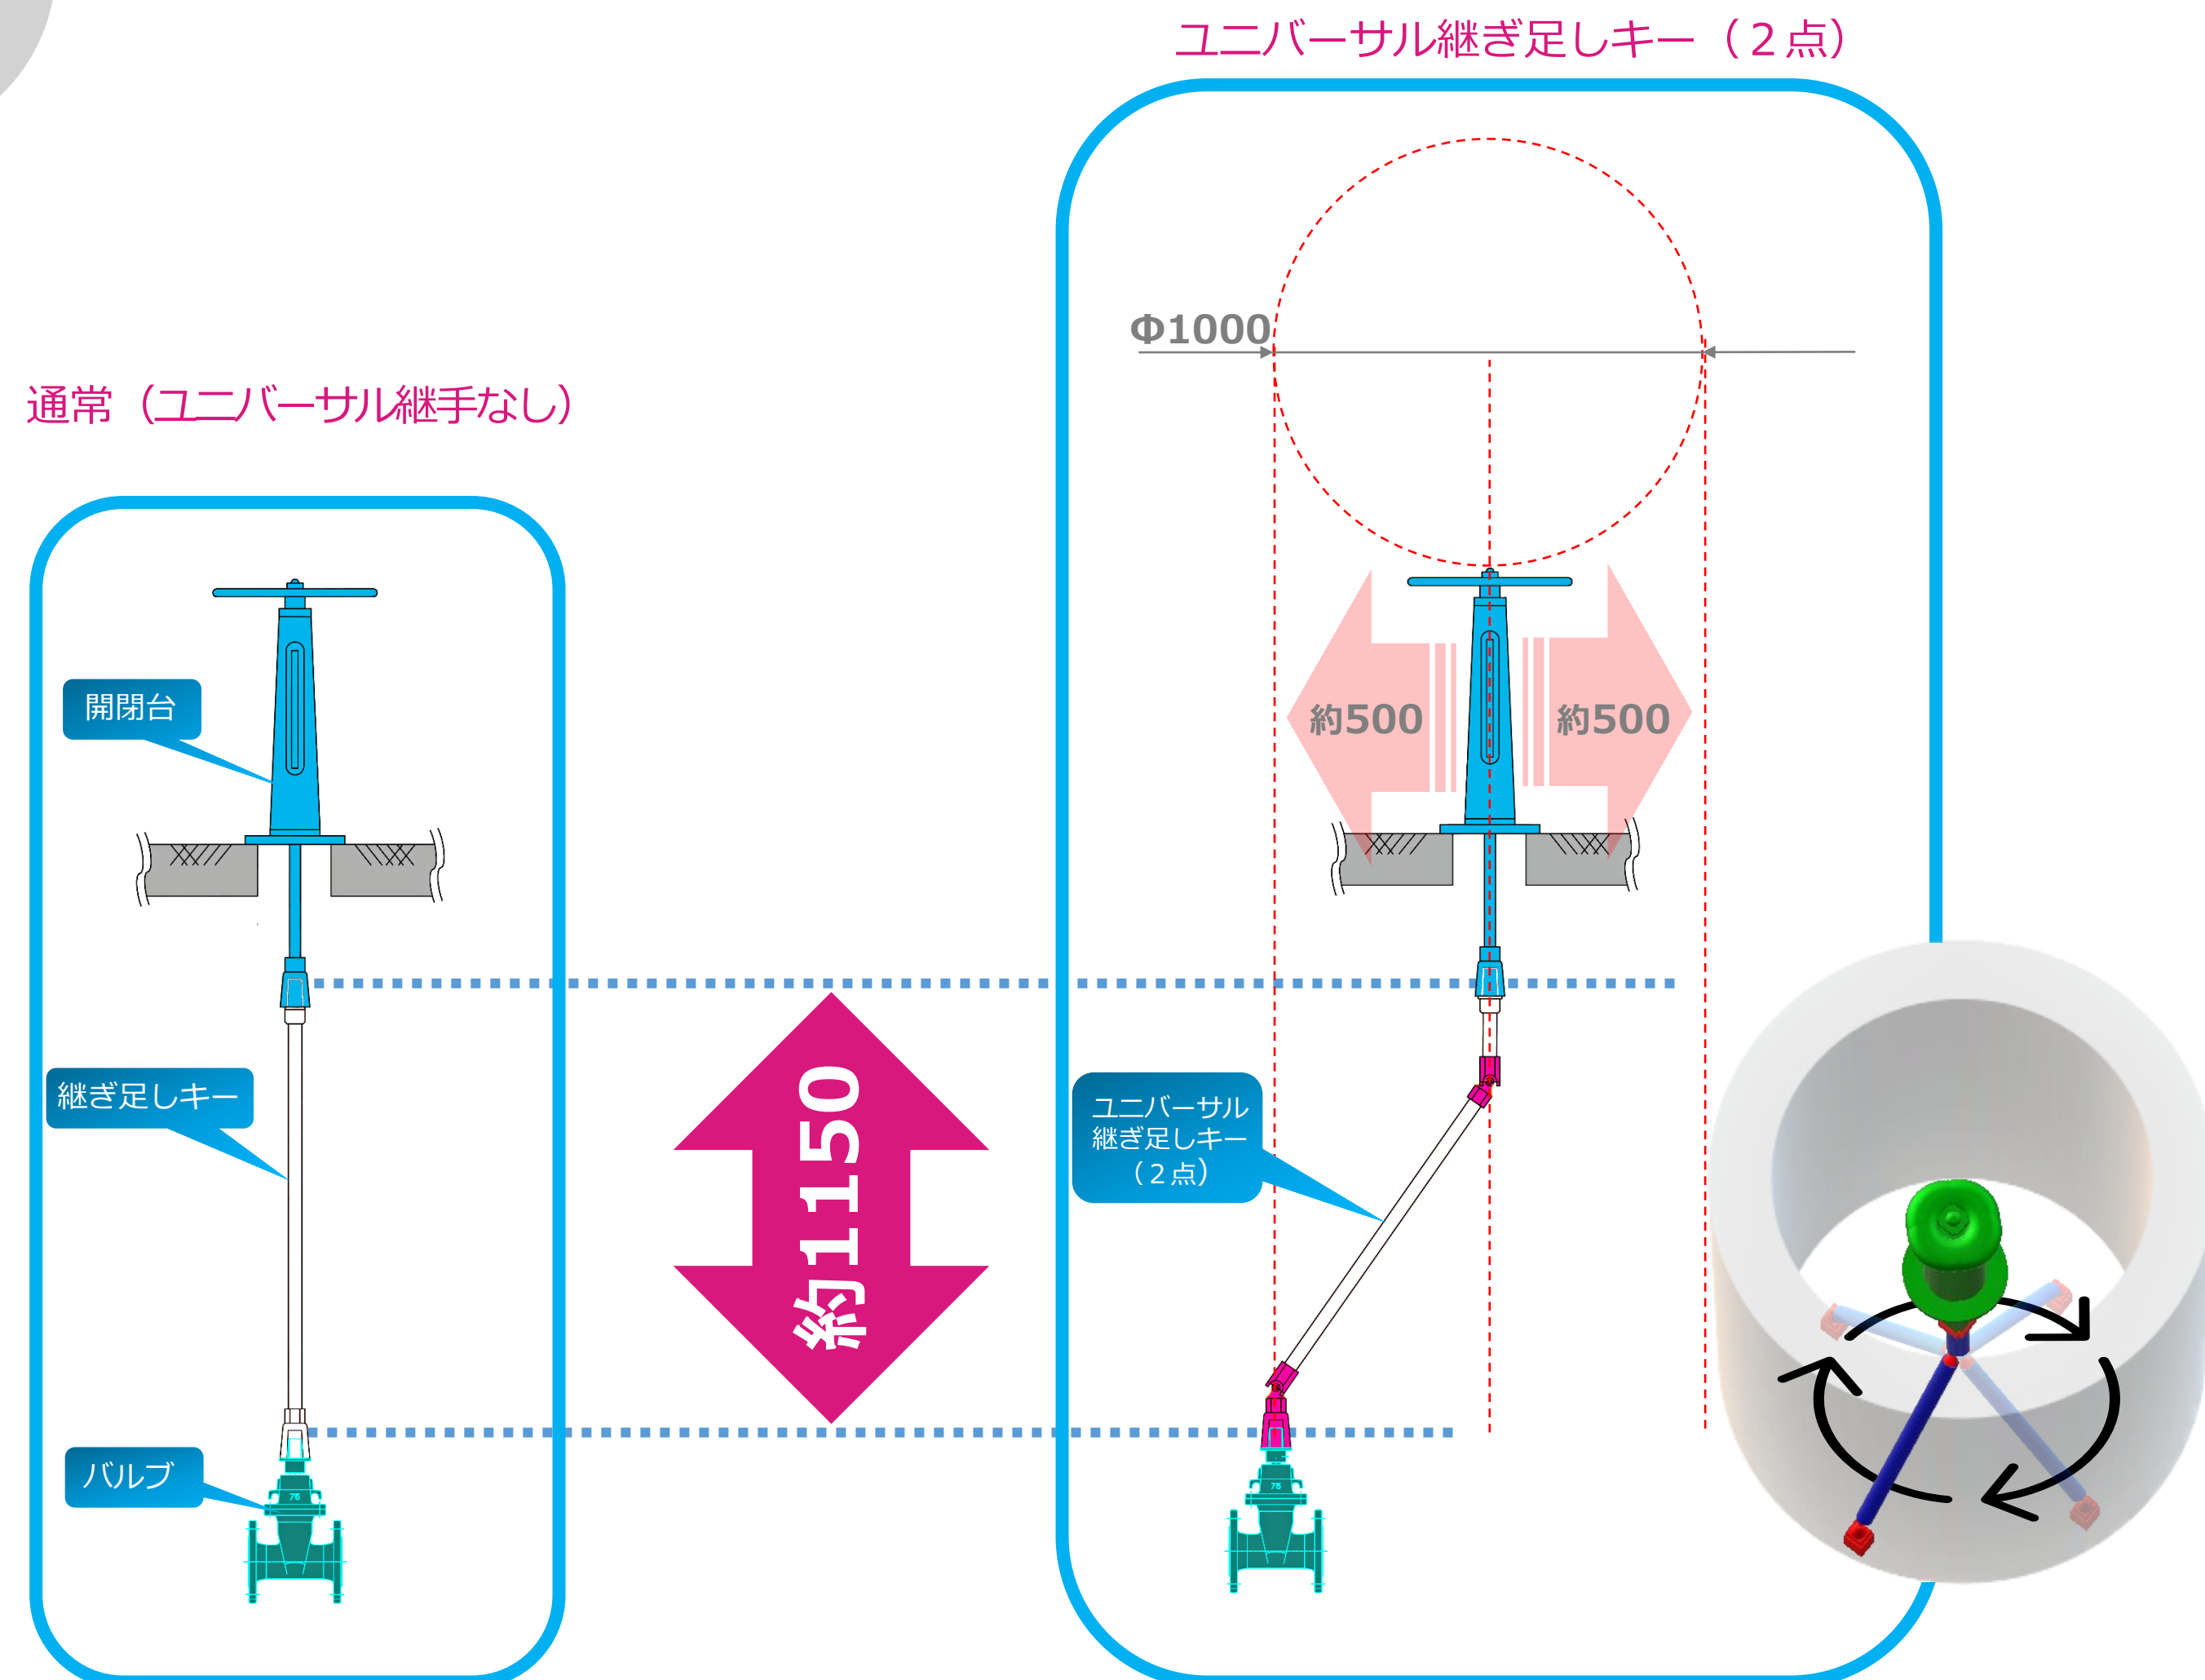 ユニバーサル継ぎ足しキー（２点）
Φ1000
通常（ユニバーサル継手なし）
開閉台
約500
約500
継ぎ足しキー
約1150
ユニバーサル
継ぎ足しキー
（２点）
バルブ
75
75